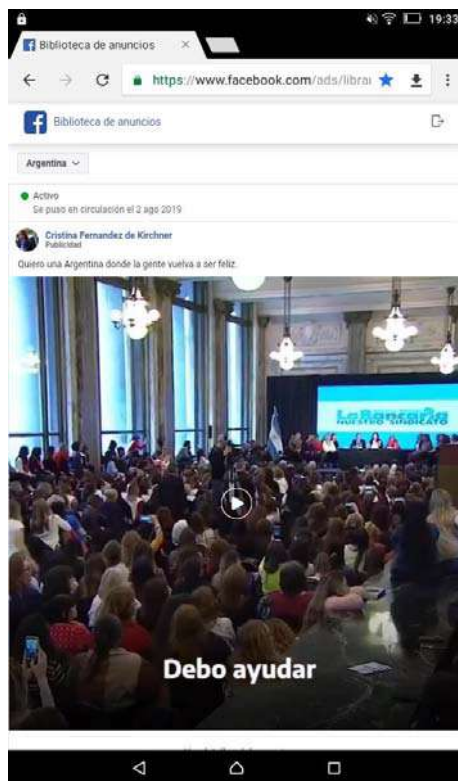 19:33
Biblioteca de anuncios
https://www.facebook.com/ads/librar
Biblioteca de anuncios
Argentina
Activo
Se puso en circulación el 2 ago 2019
Cristina Fernandez de Kirchner
Publicidad
Quiero una Argentina donde la gente vuelva a ser feliz.
La Bancaria
NUESTRO SINDICATO
Debo ayudar